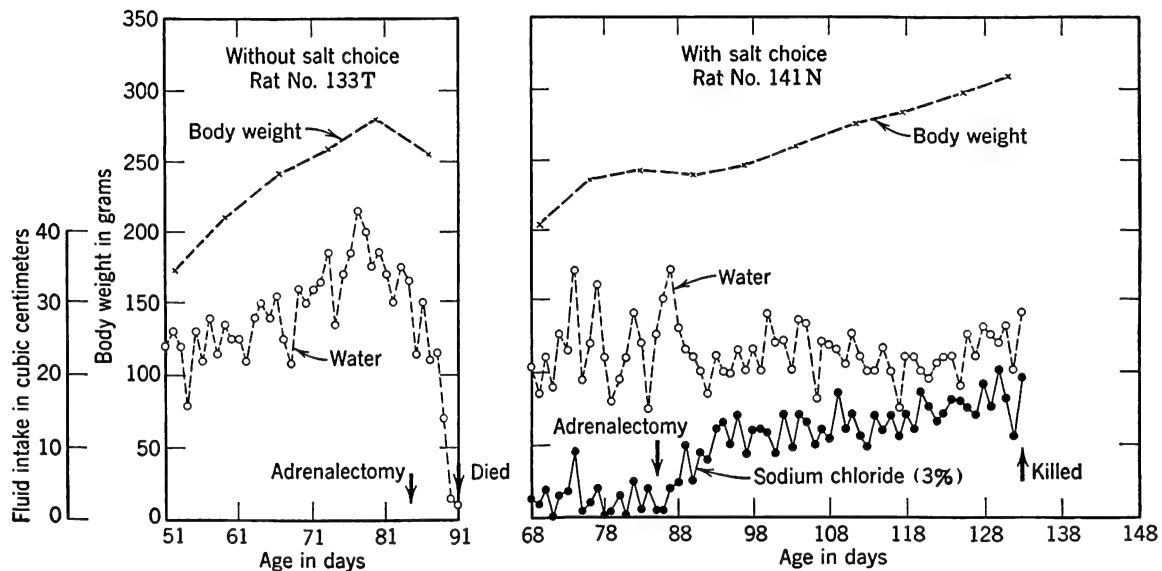 Fluid intake in cubic centimeters
40
30
20
10
0
Body weight in grams
350
300
250
200
150
100
50
0
Without salt choice
Rat No. 133T
Body weight
Water
Adrenalectomy
Died
51
61
71
81
91
Age in days
With salt choice
Rat No. 141N
Body weight
Water
Adrenalectomy
Sodium chloride (3%)
Killed
68
78
88
98
108
118
128
138
148
Age in days